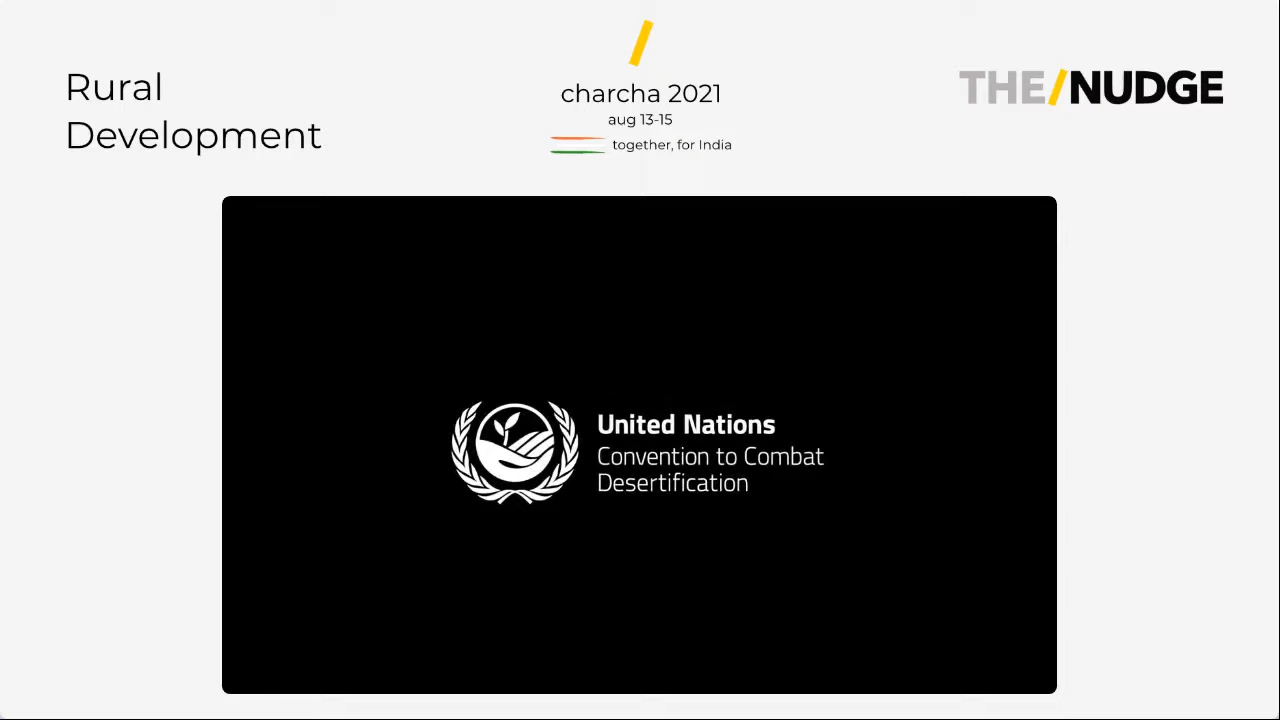 Rural
Development
charcha 2021
aug 13-15
together, for India
THE/NUDGE
United Nations
Convention to Combat
Desertification